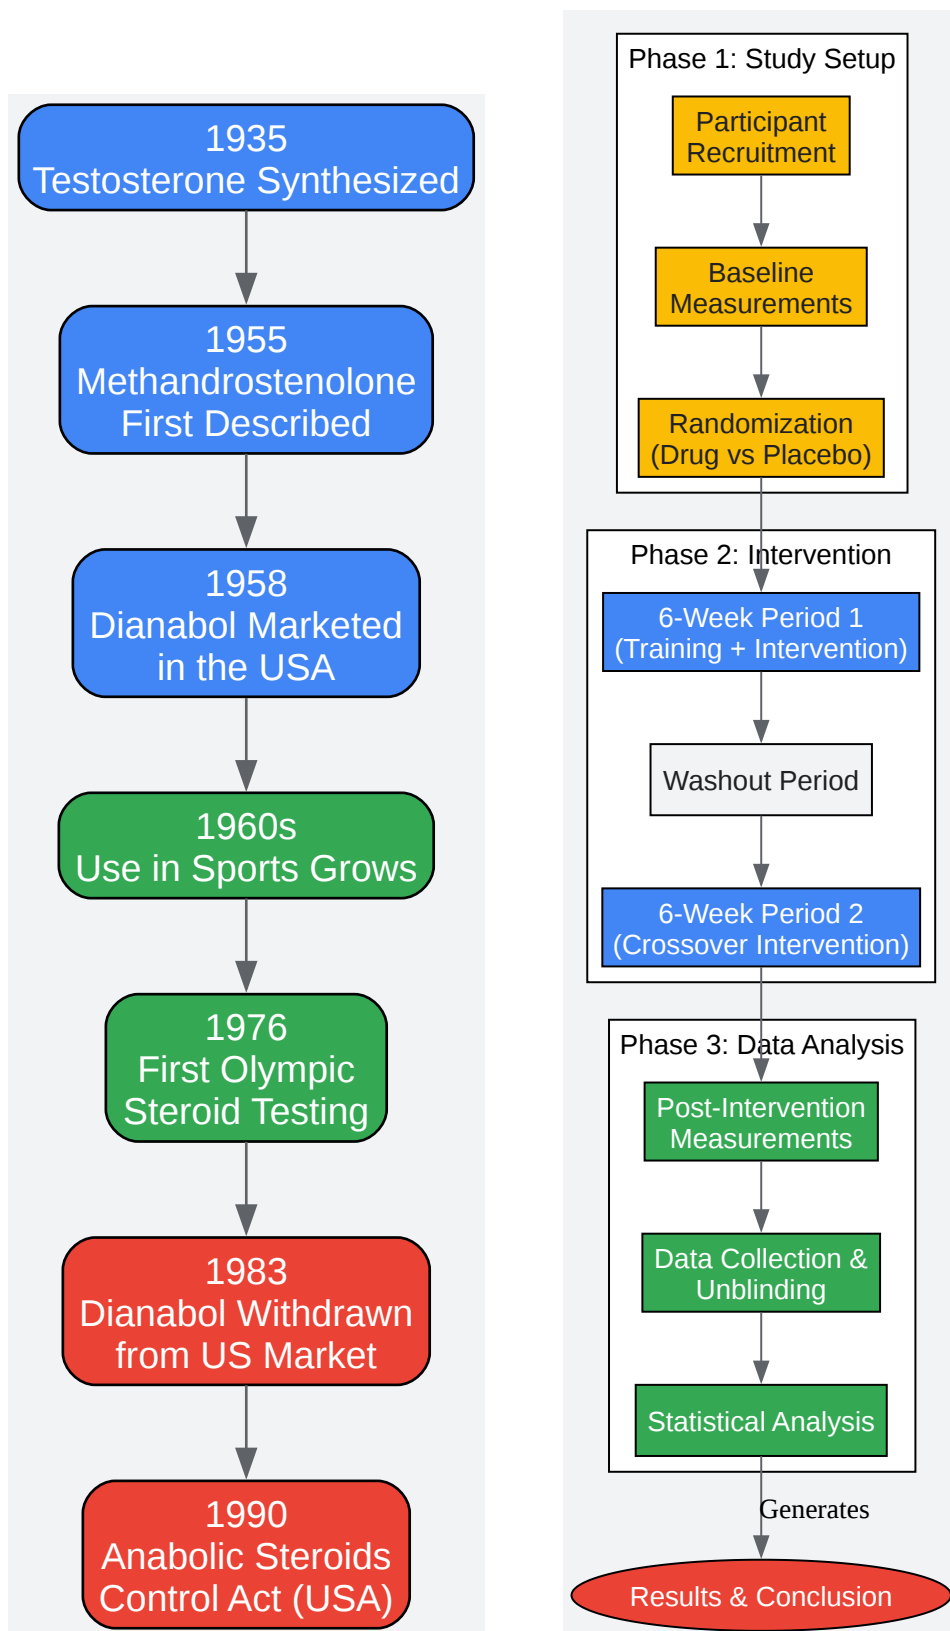 1935
Testosterone Synthesized
1955
Methandrostenolone
First Described
1958
Dianabol Marketed
in the USA
1960s
Use in Sports Grows
1976
First Olympic
Steroid Testing
1983
Dianabol Withdrawn
from US Market
1990
Anabolic Steroids
Control Act (USA)
Phase 1: Study Setup
Participant
Recruitment
Baseline
Measurements
Randomization
(Drug vs Placebo)
Phase 2: Intervention
6-Week Period 1
(Training + Intervention)
Washout Period
6-Week Period 2
(Crossover Intervention)
Phase 3: Data Analysis
Post-Intervention
Measurements
Data Collection &
Unblinding
Statistical Analysis
Generates
Results & Conclusion